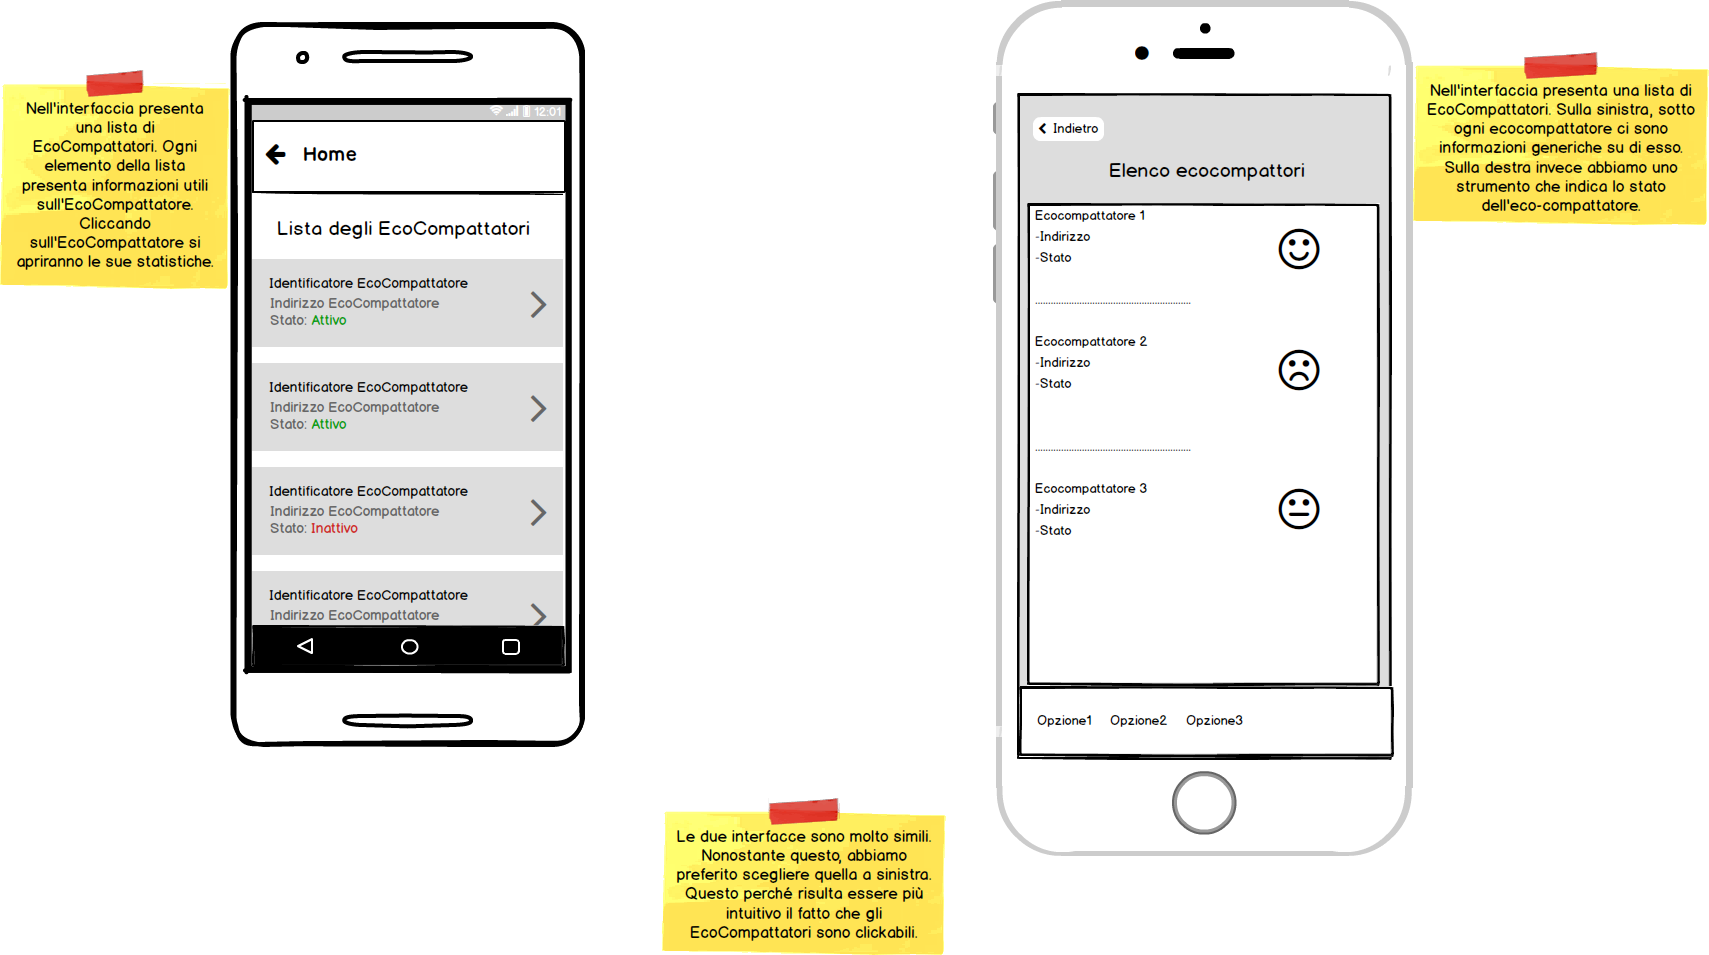 Nell'interfaccia presenta
una lista di
EcoCompattatori. Ogni
elemento della lista
presenta informazioni utili
sull'EcoCompattatore.
Cliccando
sull'EcoCompattatore si
apriranno le sue statistiche.
12:01
Home
Lista degli EcoCompattatori
Identificatore EcoCompattatore
Indirizzo EcoCompattatore
Stato: Attivo
Identificatore EcoCompattatore
Indirizzo EcoCompattatore
Stato: Attivo
Identificatore EcoCompattatore
Indirizzo EcoCompattatore
Stato: Inattivo
Identificatore EcoCompattatore
Indirizzo EcoCompattatore
Indietro
Elenco ecocompattori
Ecocompattatore 1
-Indirizzo
-Stato
Ecocompattatore 2
-Indirizzo
-Stato
Ecocompattatore 3
-Indirizzo
-Stato
Opzione1 Opzione2 Opzione3
Nell'interfaccia presenta una lista di
EcoCompattatori. Sulla sinistra, sotto
ogni ecocompattatore ci sono
informazioni generiche su di esso.
Sulla destra invece abbiamo uno
strumento che indica lo stato
dell'eco-compattatore.
Le due interfacce sono molto simili.
Nonostante questo, abbiamo
preferito scegliere quella a sinistra.
Questo perché risulta essere più
intuitivo il fatto che gli
EcoCompattatori sono clickabili.